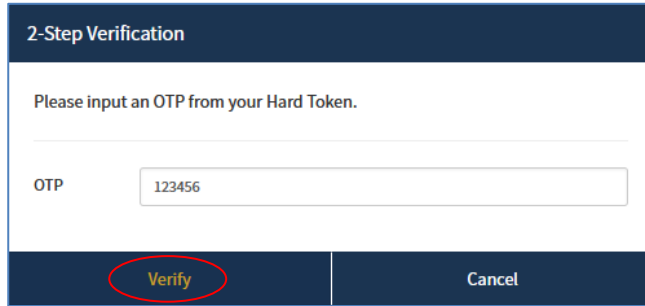 2-Step Verification
Please input an OTP from your Hard Token.
OTP 123456
Verify Cancel